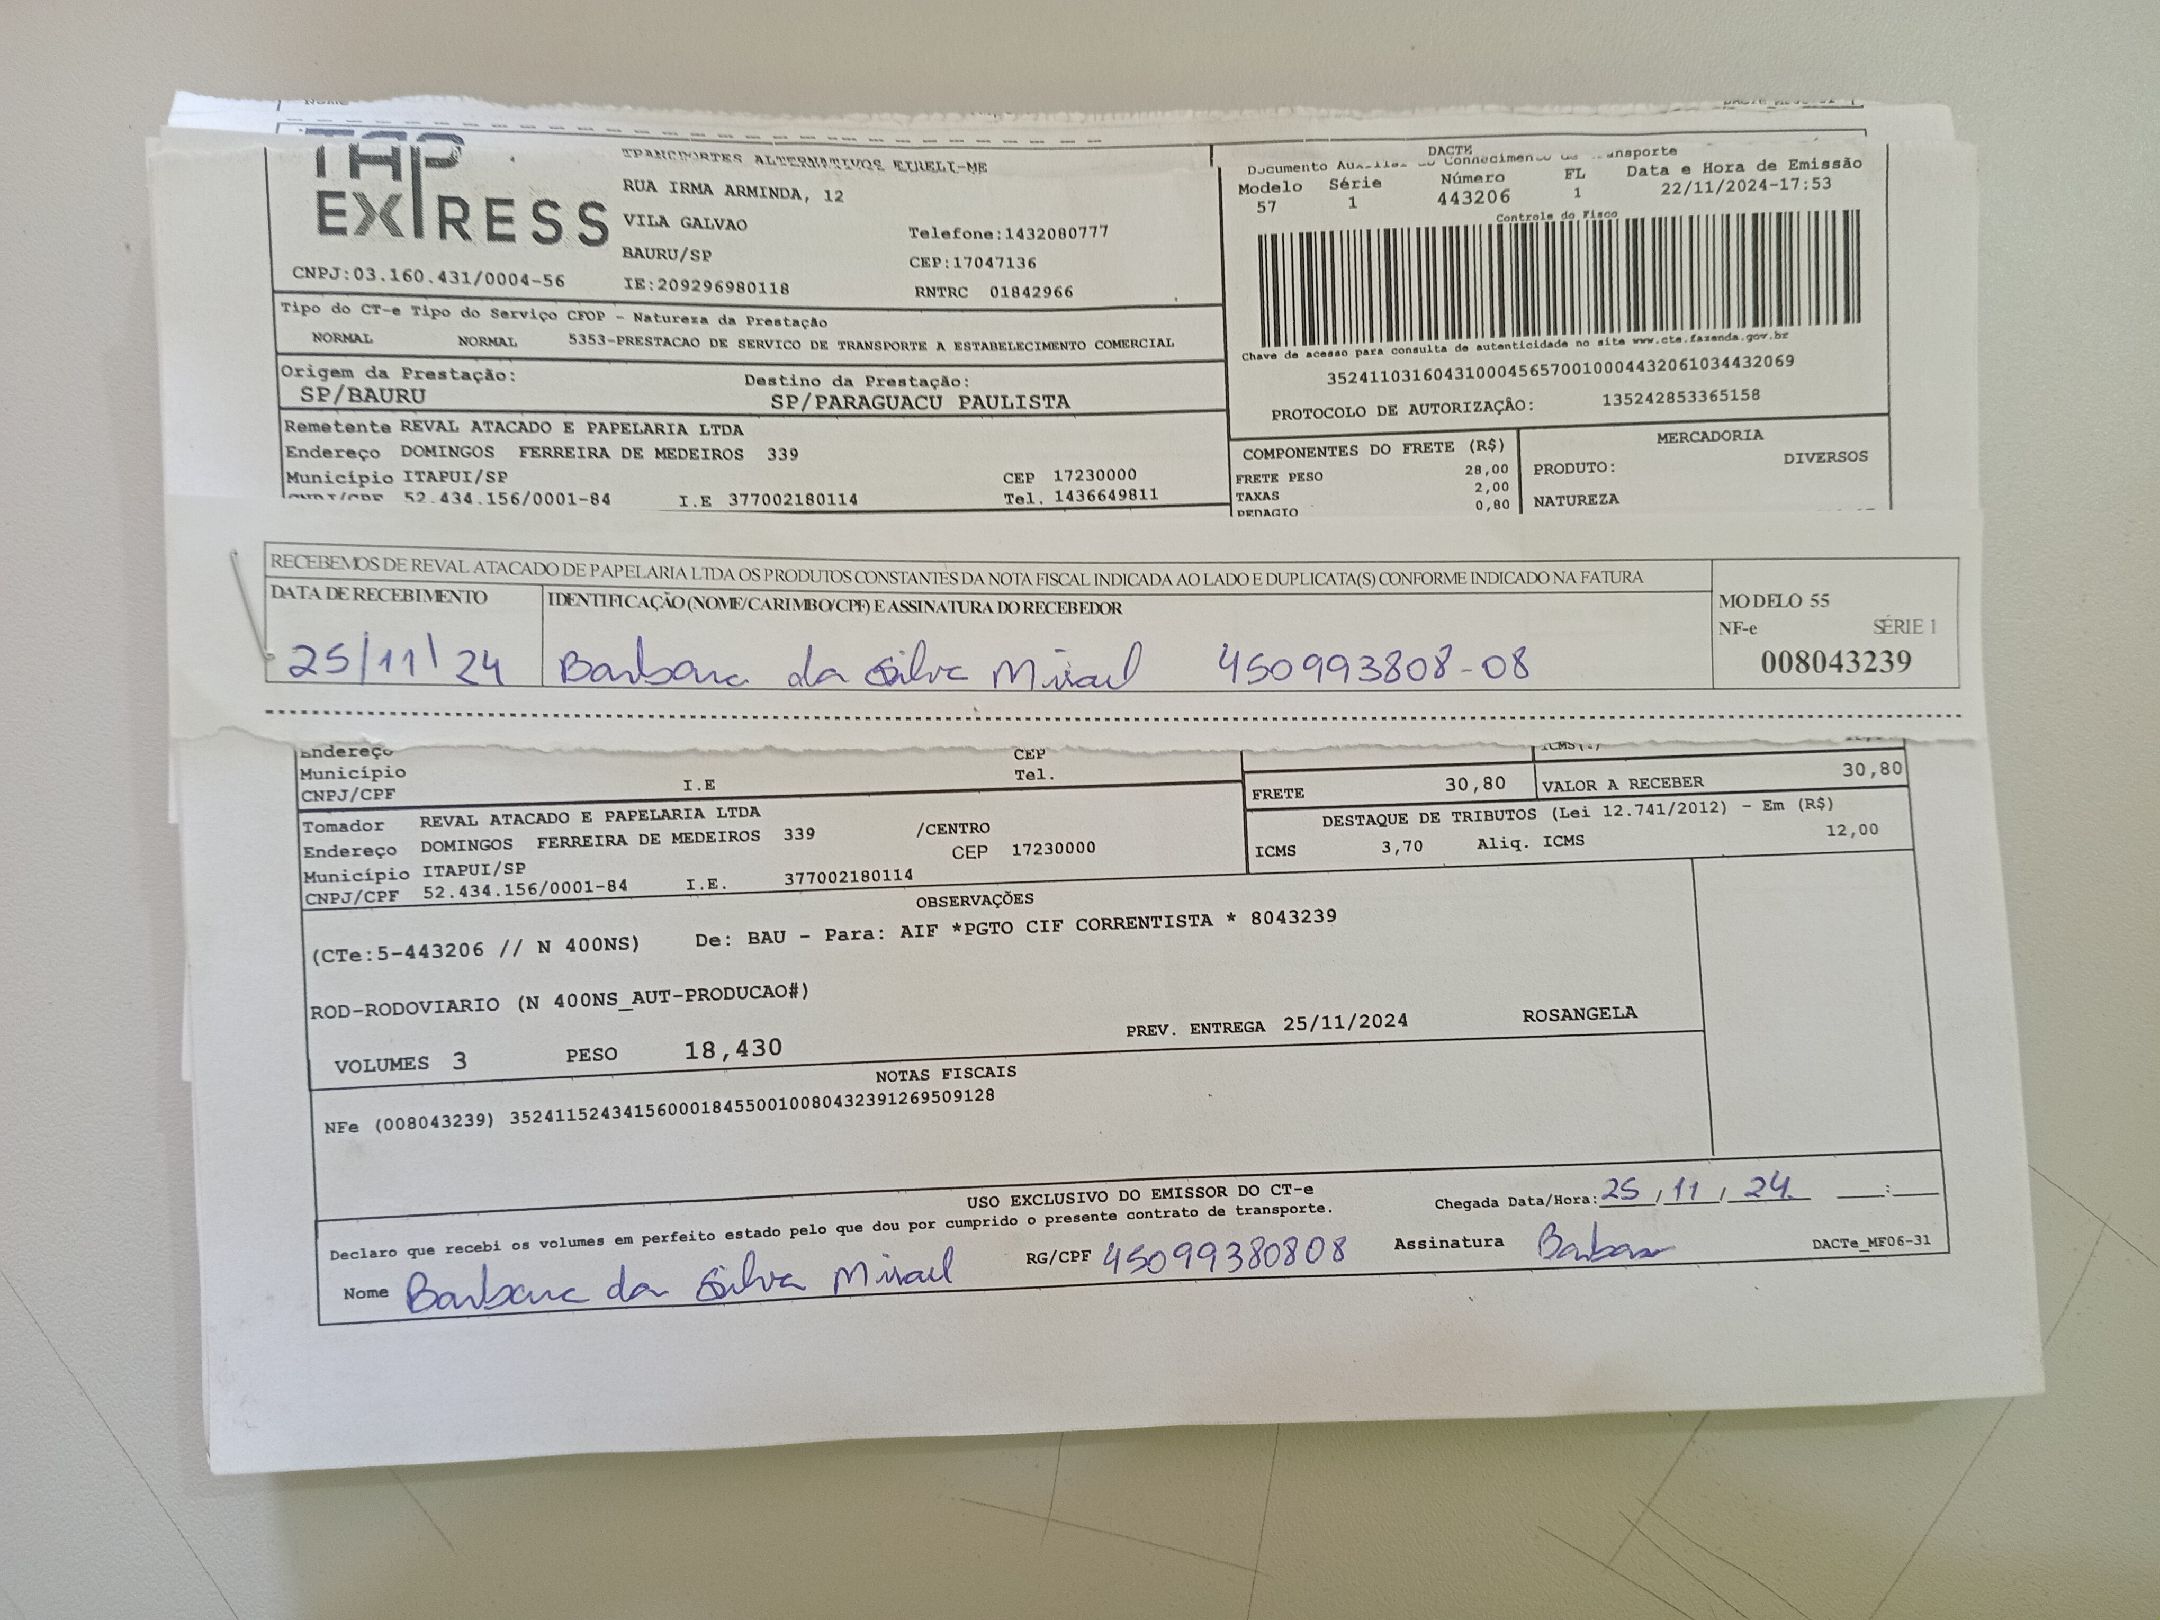 TAP
EXPRESS
CNPJ:03.160.431/0004-56
TRANSPORTES ALTERNATIVOS EIRELI-ME
RUA IRMA ARMINDA, 12
VILA GALVAO
BAURU/SP
IE:209296980118
Telefone:1432080777
CEP:17047136
RNTRC 01842966
DACTE
Documento Auxiliar do Conhecimento de Transporte
Modelo Série Número FL Data e Hora de Emissão
57 1 443206 1 22/11/2024-17:53
Controle do Fisco
Chave de acesso para consulta de autenticidade no site www.cte.fazenda.gov.br
35241103160431000456570010004432061034432069
PROTOCOLO DE AUTORIZAÇÂO: 135242853365158
Tipo do CT-e Tipo do Serviço CFOP - Natureza da Prestação
NORMAL NORMAL 5353-PRESTACAO DE SERVICO DE TRANSPORTE A ESTABELECIMENTO COMERCIAL
Origem da Prestação: Destino da Prestação:
SP/BAURU SP/PARAGUACU PAULISTA
Remetente REVAL ATACADO E PAPELARIA LTDA
Endereço DOMINGOS FERREIRA DE MEDEIROS 339
Município ITAPUI/SP CEP 17230000
CNPJ/CPF 52.434.156/0001-84 I.E 377002180114 Tel. 1436649811
COMPONENTES DO FRETE (R$)
FRETE PESO 28,00
TAXAS 2,00
PEDAGIO 0,80
MERCADORIA
PRODUTO: DIVERSOS
NATUREZA
RECEBEMOS DE REVAL ATACADO DE PAPELARIA LTDA OS PRODUTOS CONSTANTES DA NOTA FISCAL INDICADA AO LADO E DUPLICATA(S) CONFORME INDICADO NA FATURA
DATA DE RECEBIMENTO IDENTIFICAÇÃO (NOME/CARIMBO/CPF) E ASSINATURA DO RECEBEDOR
25/11/24 Barbara da Silva Misael 450993808-08
MODELO 55
NF-e SÉRIE 1
008043239
Endereço CEP
Município Tel.
CNPJ/CPF I.E
FRETE 30,80 VALOR A RECEBER 30,80
Tomador REVAL ATACADO E PAPELARIA LTDA
Endereço DOMINGOS FERREIRA DE MEDEIROS 339 /CENTRO
Município ITAPUI/SP CEP 17230000
CNPJ/CPF 52.434.156/0001-84 I.E. 377002180114
DESTAQUE DE TRIBUTOS (Lei 12.741/2012) - Em (R$)
ICMS 3,70 Aliq. ICMS 12,00
OBSERVAÇÕES
(CTe:5-443206 // N 400NS) De: BAU - Para: AIF *PGTO CIF CORRENTISTA * 8043239
ROD-RODOVIARIO (N 400NS_AUT-PRODUCAO#)
VOLUMES 3 PESO 18,430 PREV. ENTREGA 25/11/2024 ROSANGELA
NOTAS FISCAIS
NFe (008043239) 35241152434156000184550010080432391269509128
USO EXCLUSIVO DO EMISSOR DO CT-e
Declaro que recebi os volumes em perfeito estado pelo que dou por cumprido o presente contrato de transporte.
Chegada Data/Hora: 25/11/24. __:__
Nome Barbara da Silva Misael RG/CPF 45099380808 Assinatura Barbara
DACTe_MF06-31